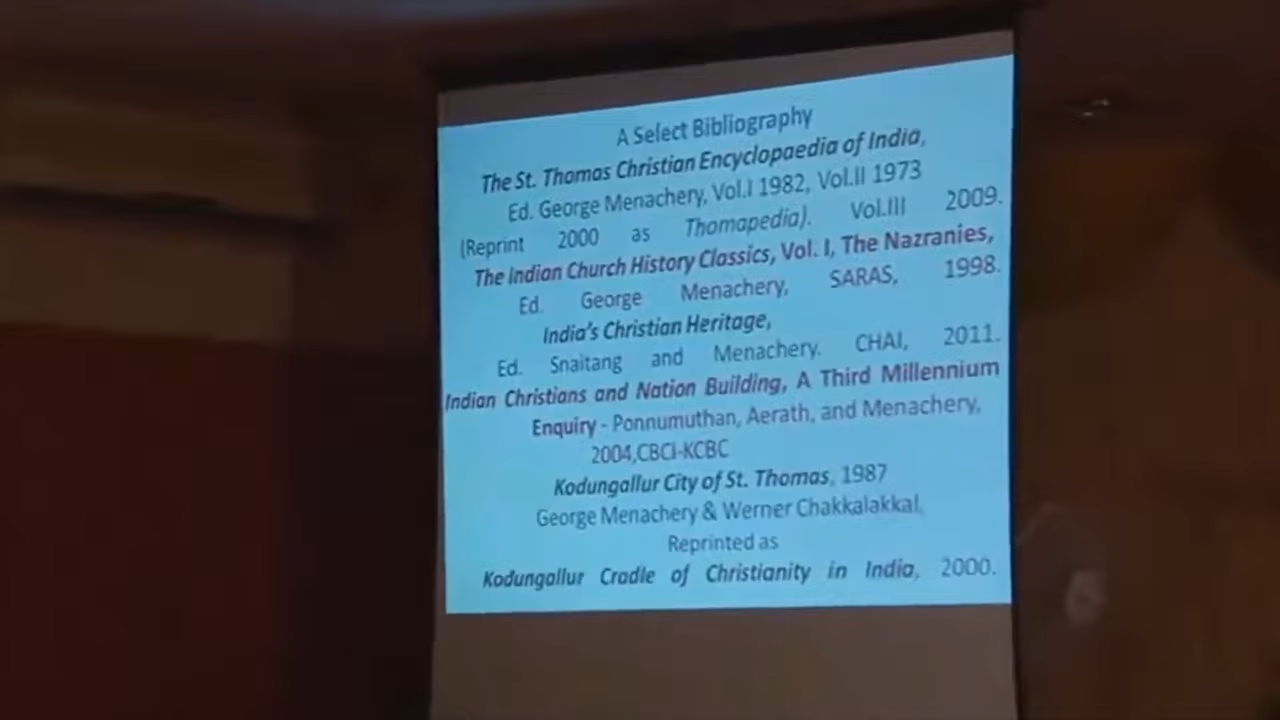 A Select Bibliography
The St. Thomas Christian Encyclopaedia of India,
Ed. George Menachery, Vol.I 1982, Vol.II 1973
(Reprint 2000 as Thomapedia). Vol.III 2009.
The Indian Church History Classics, Vol. I, The Nazranies,
Ed. George Menachery, SARAS, 1998.
India's Christian Heritage,
Ed. Snaitang and Menachery. CHAI, 2011.
Indian Christians and Nation Building, A Third Millennium
Enquiry - Ponnumuthan, Aerath, and Menachery,
2004,CBCI-KCBC
Kodungallur City of St. Thomas, 1987
George Menachery & Werner Chakkalakkal,
Reprinted as
Kodungallur Cradle of Christianity in India, 2000.